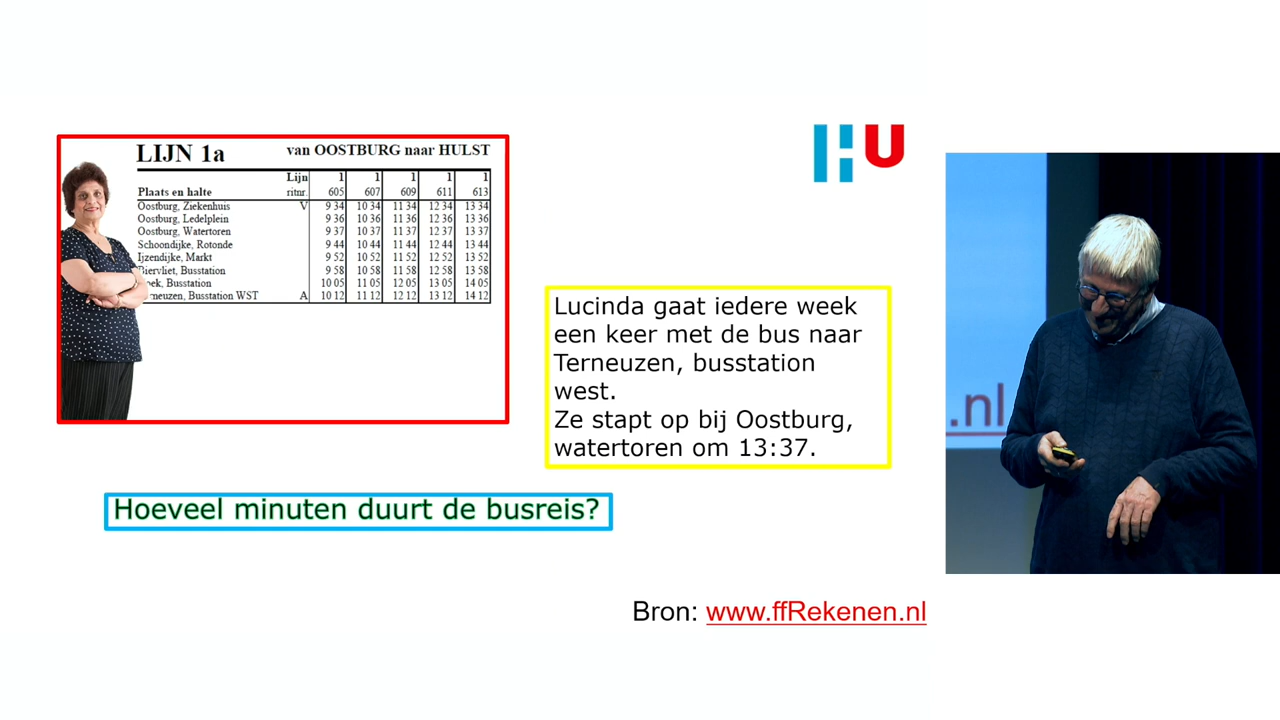 LIJN 1a
van OOSTBURG naar HULST
Lijn 1 1 1 1 1
Plaats en halte ritnr. 605 607 609 611 613
Oostburg, Ziekenhuis V 9 34 10 34 11 34 12 34 13 34
Oostburg, Ledelplein 9 36 10 36 11 36 12 36 13 36
Oostburg, Watertoren 9 37 10 37 11 37 12 37 13 37
Schoondijke, Rotonde 9 44 10 44 11 44 12 44 13 44
Ijzendijke, Markt 9 52 10 52 11 52 12 52 13 52
Biervliet, Busstation 9 58 10 58 11 58 12 58 13 58
oek, Busstation 10 05 11 05 12 05 13 05 14 05
rneuzen, Busstation WST A 10 12 11 12 12 12 13 12 14 12
HU
Lucinda gaat iedere week
een keer met de bus naar
Terneuzen, busstation
west.
Ze stapt op bij Oostburg,
watertoren om 13:37.
Hoeveel minuten duurt de busreis?
Bron: www.ffRekenen.nl
.nl